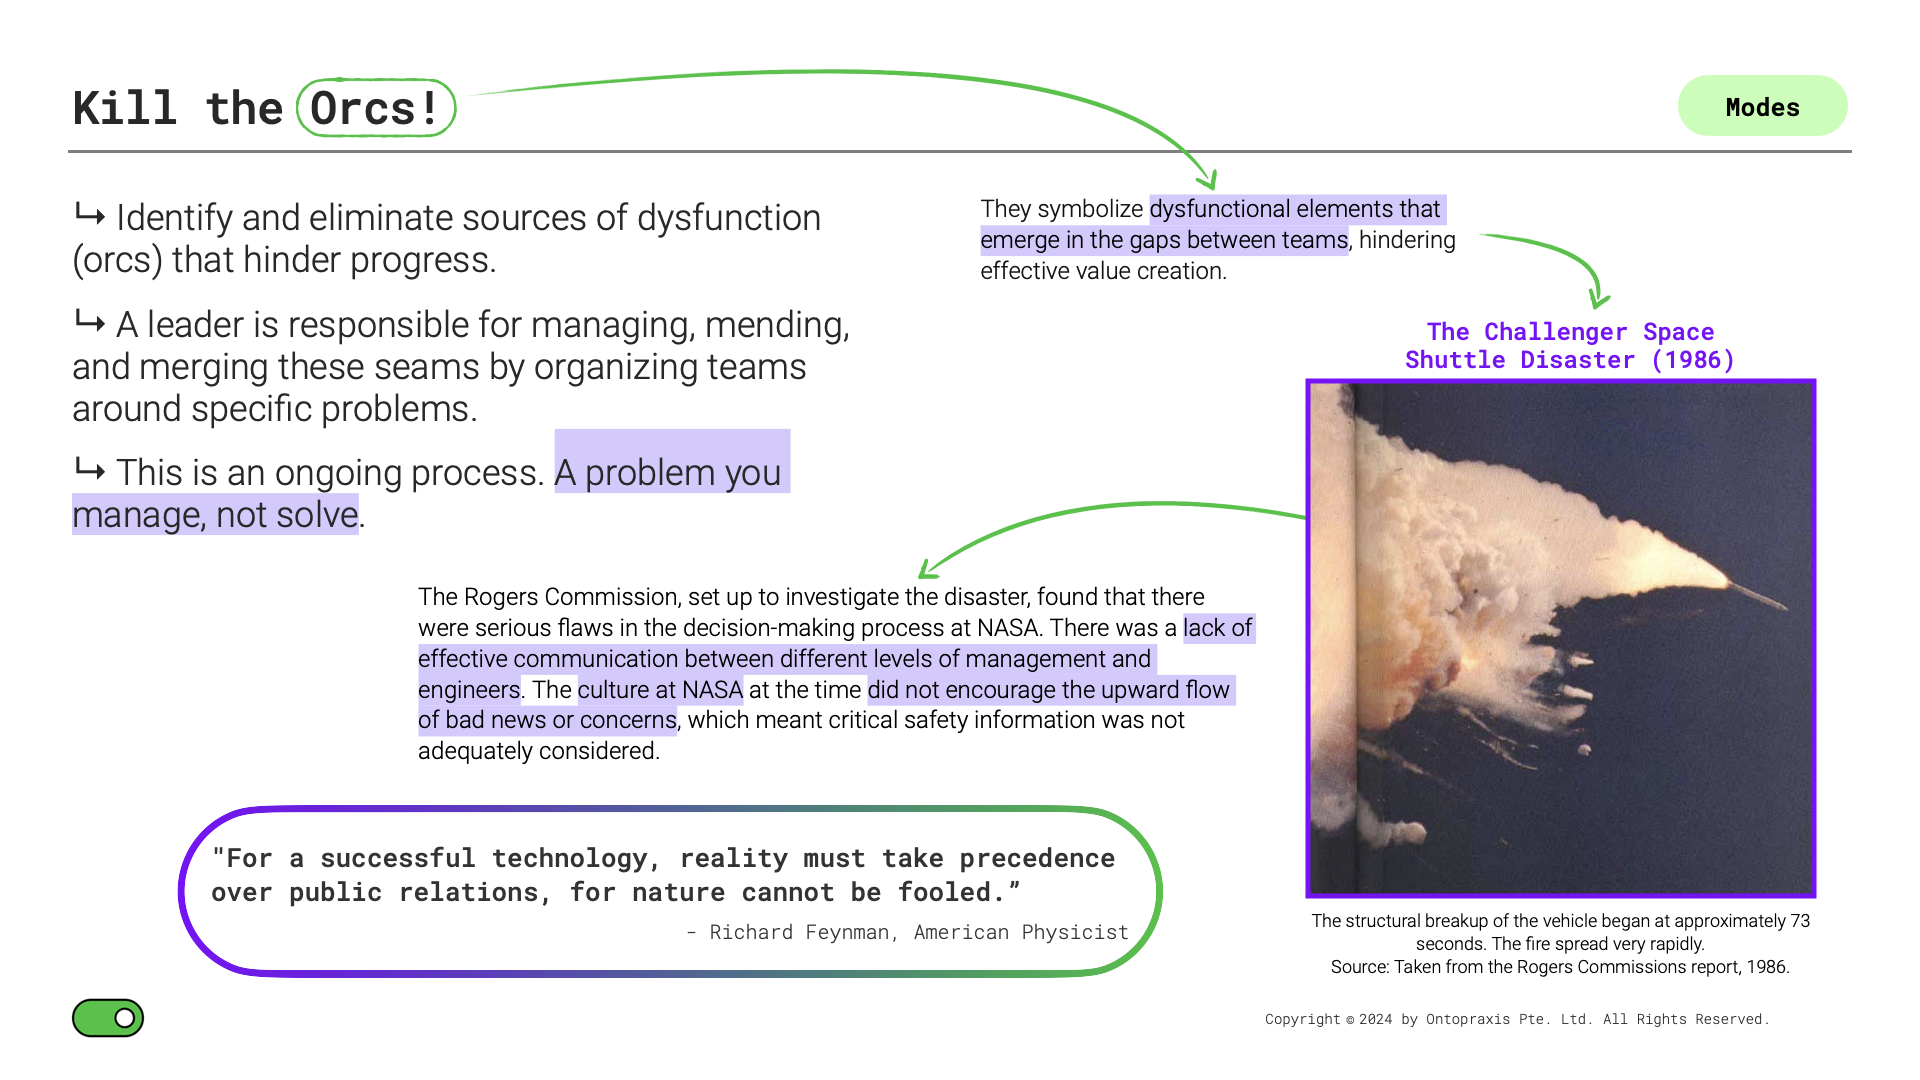 Kill the Orcs!
Modes
↳ Identify and eliminate sources of dysfunction
(orcs) that hinder progress.
↳ A leader is responsible for managing, mending,
and merging these seams by organizing teams
around specific problems.
↳ This is an ongoing process. A problem you
manage, not solve.
They symbolize dysfunctional elements that
emerge in the gaps between teams, hindering
effective value creation.
The Challenger Space
Shuttle Disaster (1986)
The Rogers Commission, set up to investigate the disaster, found that there
were serious flaws in the decision-making process at NASA. There was a lack of
effective communication between different levels of management and
engineers. The culture at NASA at the time did not encourage the upward flow
of bad news or concerns, which meant critical safety information was not
adequately considered.
"For a successful technology, reality must take precedence
over public relations, for nature cannot be fooled.”
- Richard Feynman, American Physicist
The structural breakup of the vehicle began at approximately 73
seconds. The fire spread very rapidly.
Source: Taken from the Rogers Commissions report, 1986.
Copyright © 2024 by Ontopraxis Pte. Ltd. All Rights Reserved.